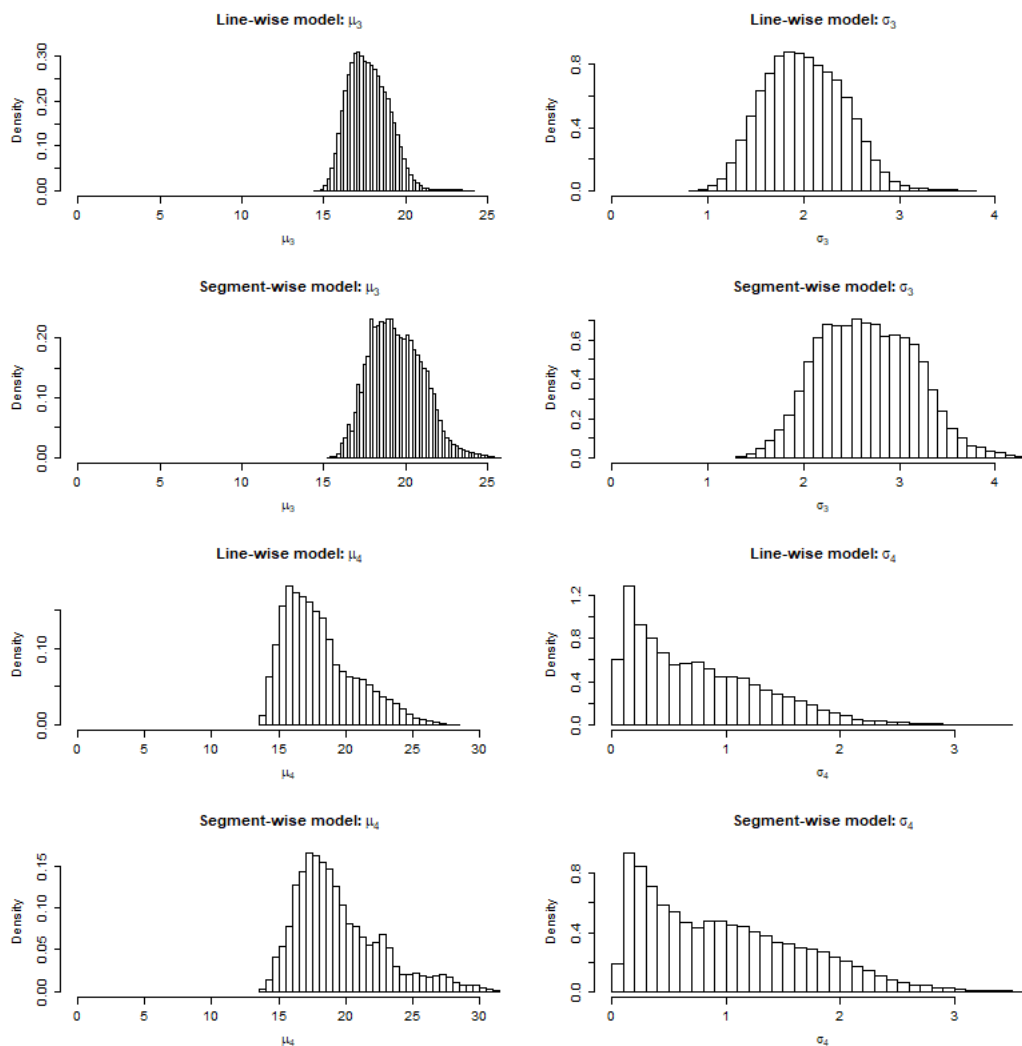 Line-wise model: μ₃
Density
0.00 0.10 0.20 0.30
0 5 10 15 20 25
μ₃
Line-wise model: σ₃
Density
0.0 0.4 0.8
0 1 2 3 4
σ₃
Segment-wise model: μ₃
Density
0.00 0.10 0.20
0 5 10 15 20 25
μ₃
Segment-wise model: σ₃
Density
0.0 0.2 0.4 0.6
0 1 2 3 4
σ₃
Line-wise model: μ₄
Density
0.00 0.10
0 5 10 15 20 25 30
μ₄
Line-wise model: σ₄
Density
0.0 0.4 0.8 1.2
0 1 2 3
σ₄
Segment-wise model: μ₄
Density
0.00 0.05 0.10 0.15
0 5 10 15 20 25 30
μ₄
Segment-wise model: σ₄
Density
0.0 0.4 0.8
0 1 2 3
σ₄